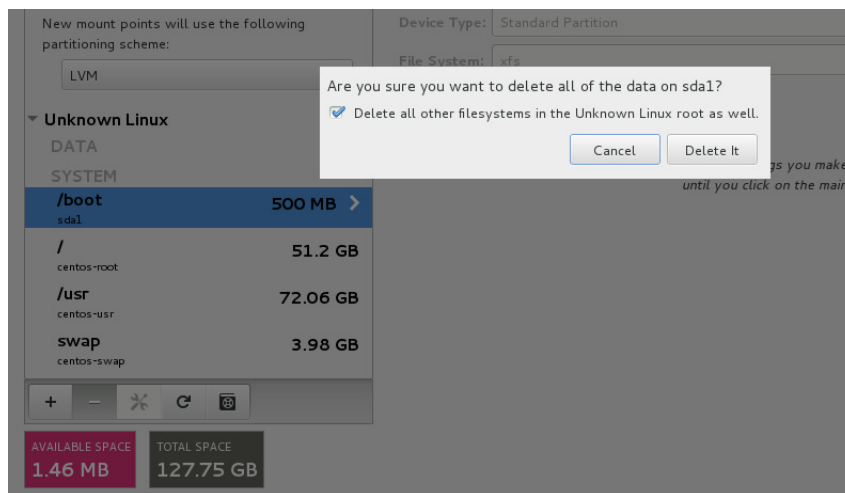 New mount points will use the following
partitioning scheme:
LVM
Unknown Linux
DATA
SYSTEM
/boot
500 MB
sda1
/
51.2 GB
centos-root
/usr
72.06 GB
centos-usr
swap
3.98 GB
centos-swap
AVAILABLE SPACE
1.46 MB
TOTAL SPACE
127.75 GB
Device Type:
Standard Partition
File System:
xfs
Are you sure you want to delete all of the data on sda1?
Delete all other filesystems in the Unknown Linux root as well.
Cancel
Delete It
gs you make
until you click on the main